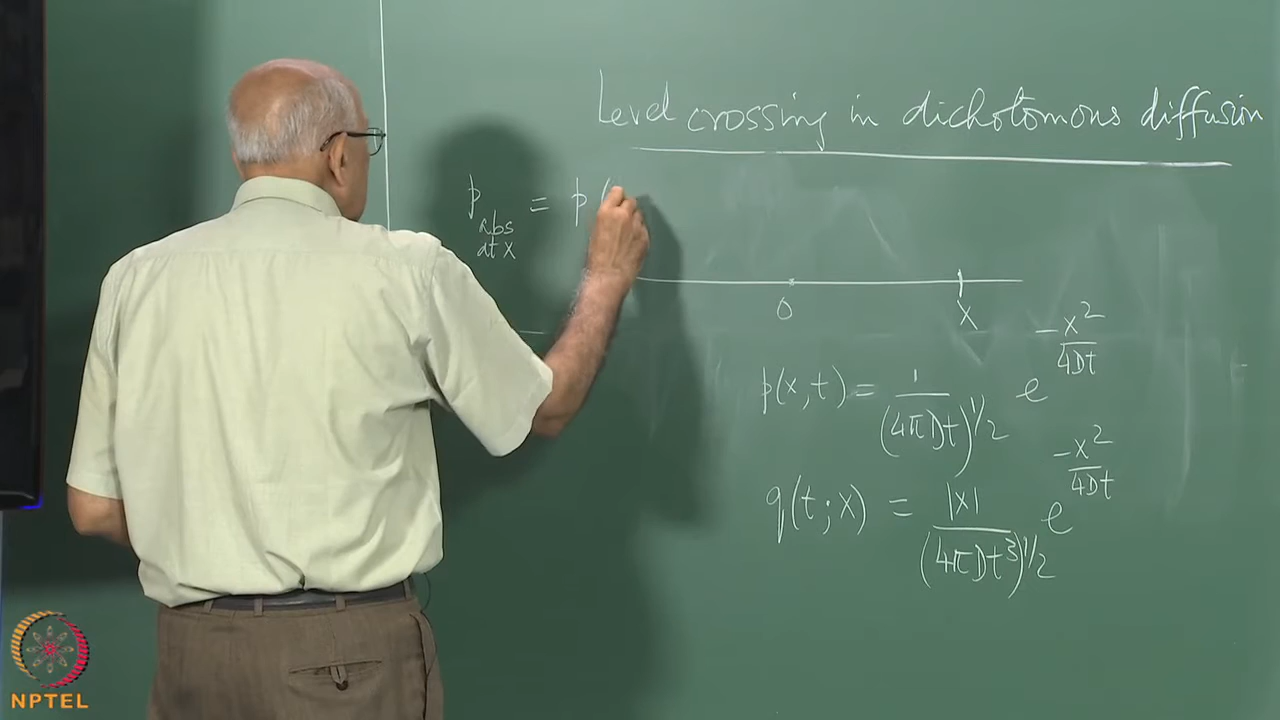 Level crossing in dichotomous diffusion
p_abs at X = p(
0 X
p(x,t) = 1/(4πDt)^1/2 e^-x²/4Dt
q(t;X) = |X|/(4πDt³)^1/2 e^-X²/4Dt
NPTEL